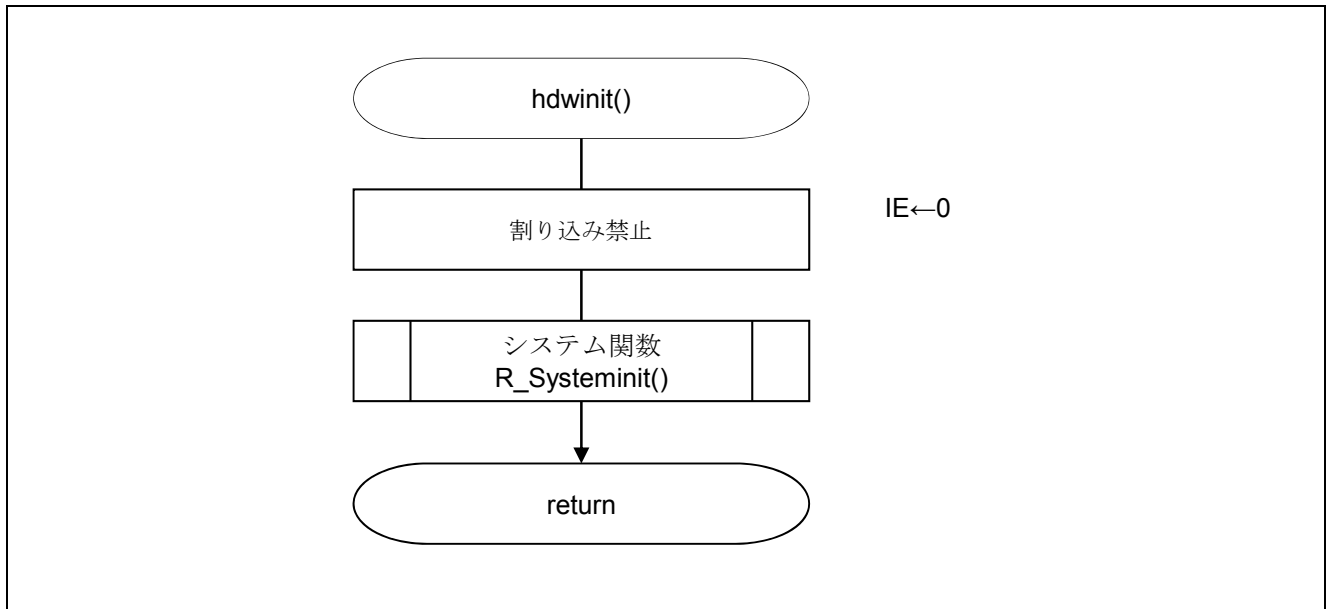 hdwinit()
割り込み禁止
IE←0
システム関数
R_Systeminit()
return